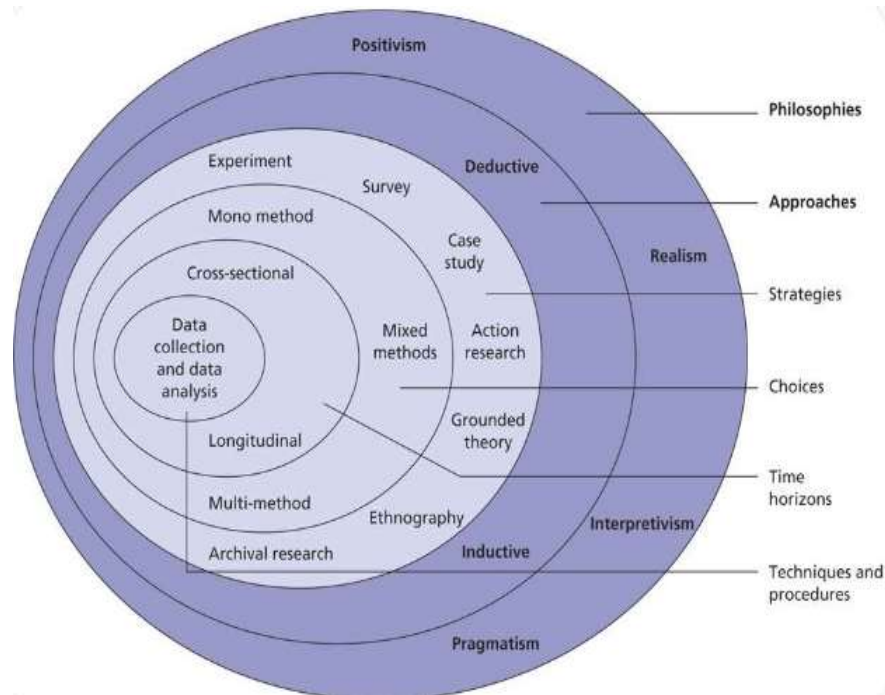 Positivism
Philosophies
Experiment
Deductive
Survey
Approaches
Mono method
Case
study
Realism
Cross-sectional
Strategies
Data
collection
and data
analysis
Mixed
methods
Action
research
Choices
Grounded
theory
Longitudinal
Time
horizons
Multi-method
Ethnography
Interpretivism
Archival research
Inductive
Techniques and
procedures
Pragmatism